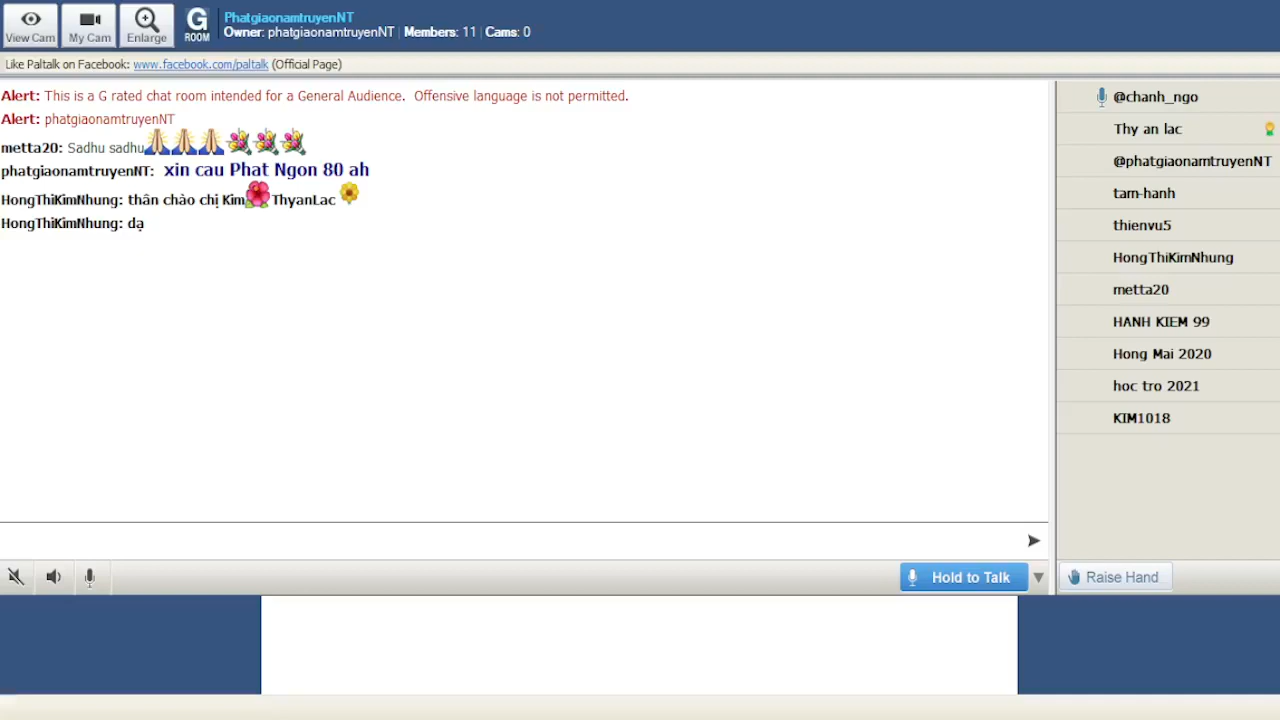 View Cam
My Cam
Enlarge
G
ROOM
PhatgiaonamtruyenNT
Owner: phatgiaonamtruyenNT | Members: 11 | Cams: 0
Like Paltalk on Facebook: www.facebook.com/paltalk (Official Page)
Alert: This is a G rated chat room intended for a General Audience. Offensive language is not permitted.
Alert: phatgiaonamtruyenNT
metta20: Sadhu sadhu
phatgiaonamtruyenNT: xin cau Phat Ngon 80 ah
HongThiKimNhung: thân chào chị Kim ThyanLac
HongThiKimNhung: dạ
@chanh_ngo
Thy an lac
@phatgiaonamtruyenNT
tam-hanh
thienvu5
HongThiKimNhung
metta20
HANH KIEM 99
Hong Mai 2020
hoc tro 2021
KIM1018
Hold to Talk
Raise Hand